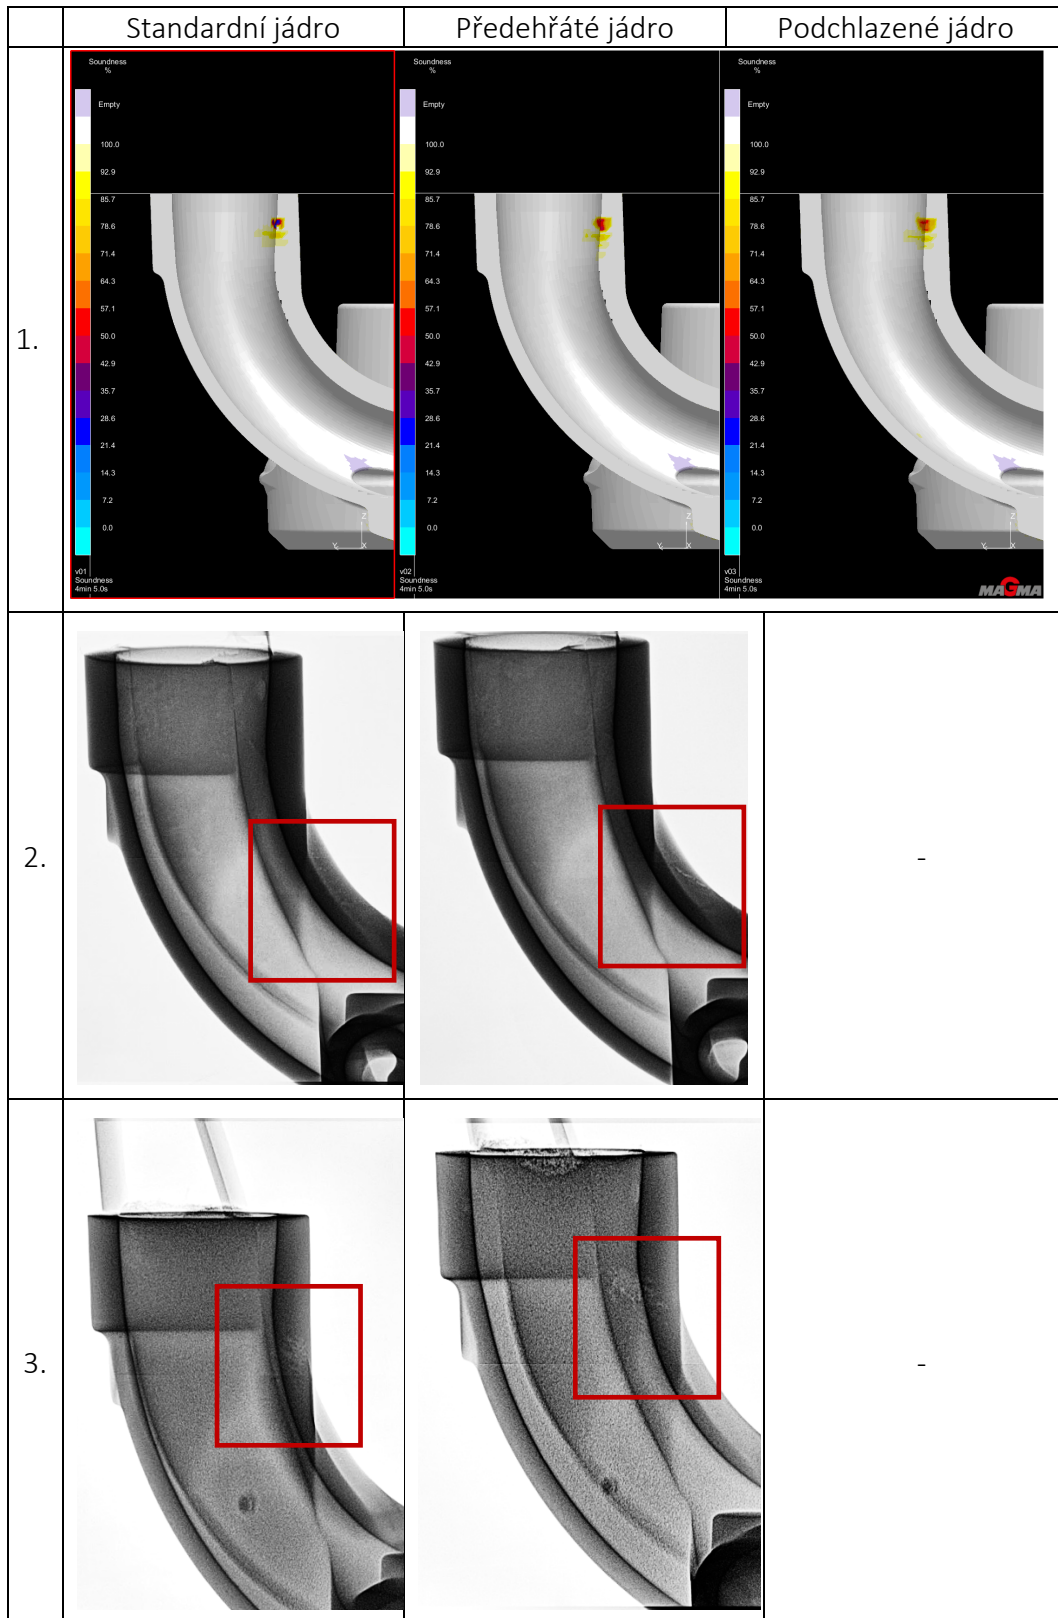 Standardní jádro Předehřáté jádro Podchlazené jádro
1.
Soundness
%
Empty
100.0
92.9
85.7
78.6
71.4
64.3
57.1
50.0
42.9
35.7
28.6
21.4
14.3
7.2
0.0
v01
Soundness
4min 5.0s
Z
Y X
Soundness
%
Empty
100.0
92.9
85.7
78.6
71.4
64.3
57.1
50.0
42.9
35.7
28.6
21.4
14.3
7.2
0.0
v02
Soundness
4min 5.0s
Z
Y X
Soundness
%
Empty
100.0
92.9
85.7
78.6
71.4
64.3
57.1
50.0
42.9
35.7
28.6
21.4
14.3
7.2
0.0
v03
Soundness
4min 5.0s
Z
Y X
MAGMA
2.
-
3.
-